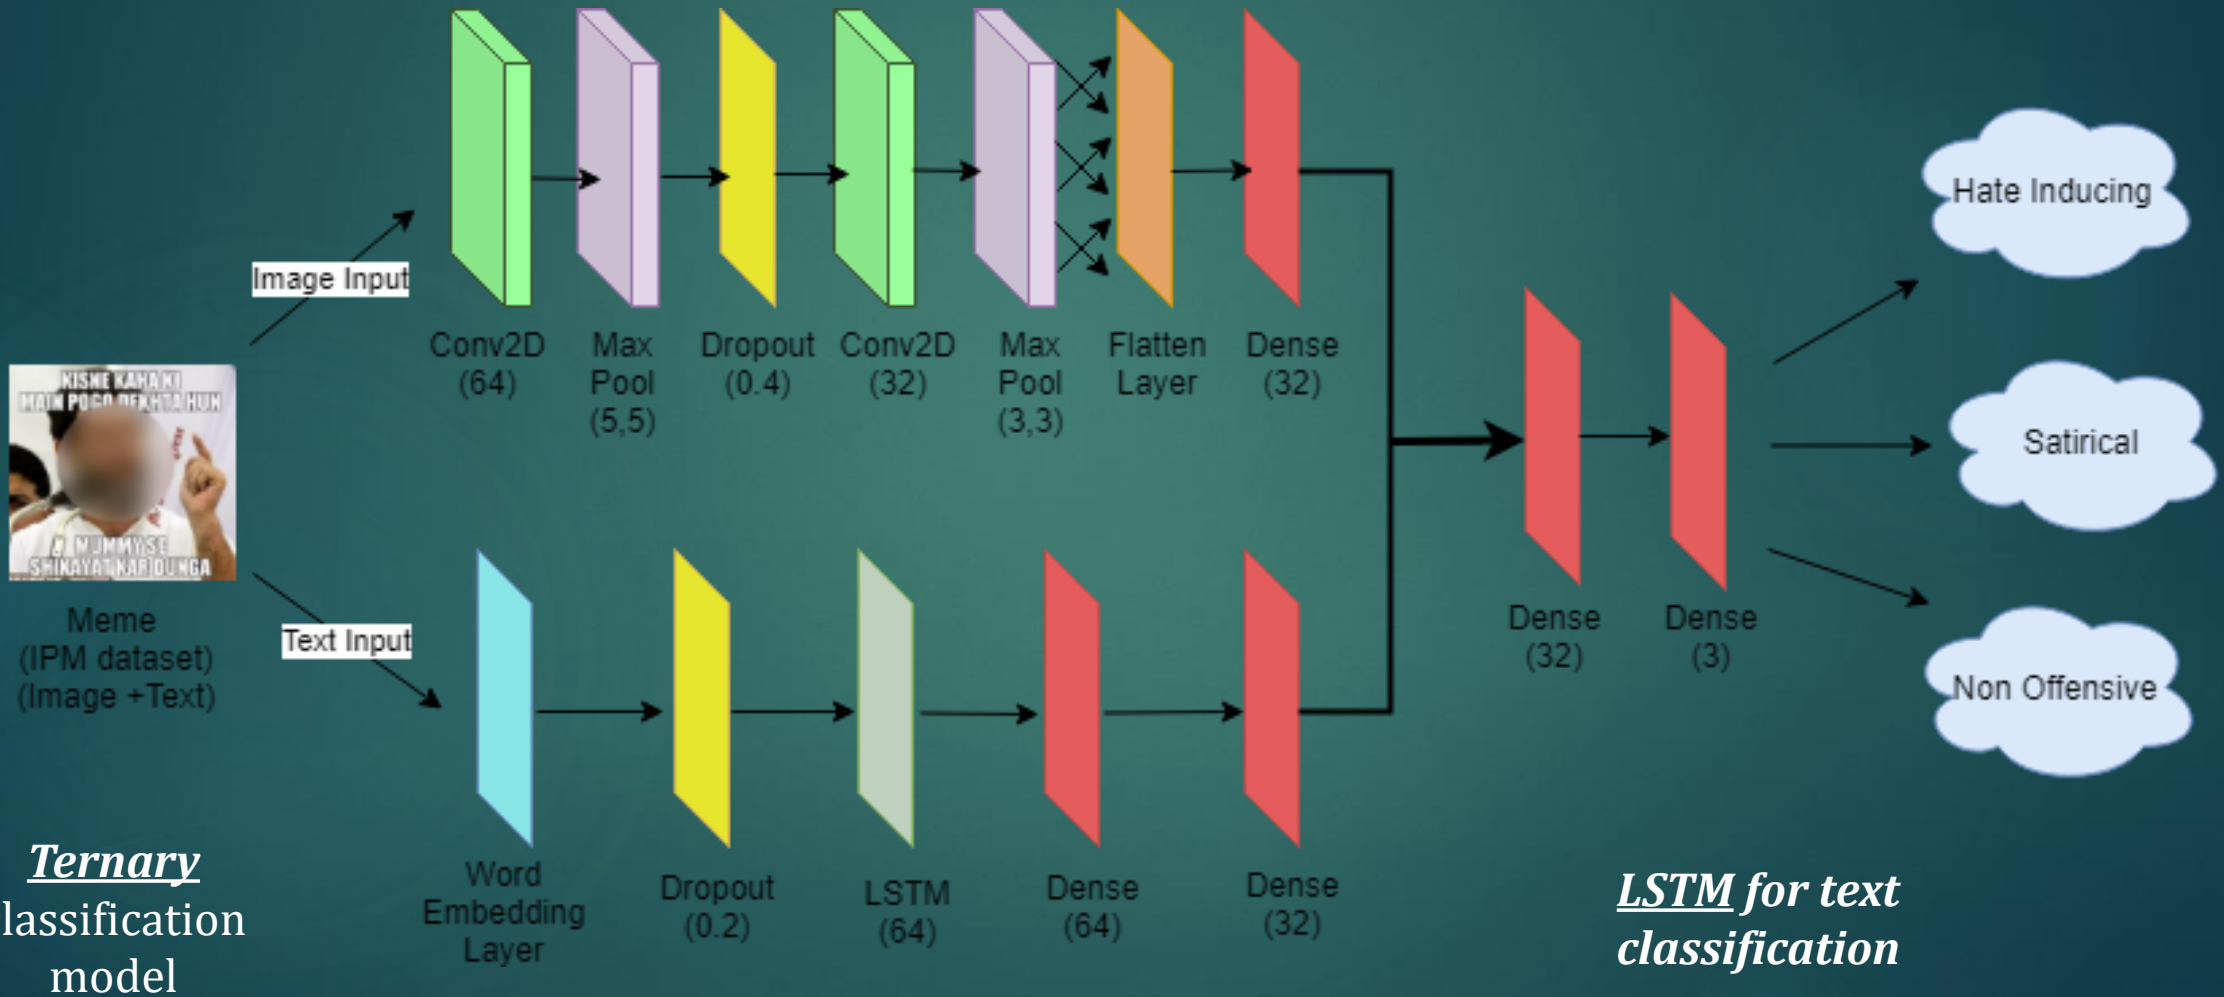 Image Input
Conv2D
(64)
Max
Pool
(5,5)
Dropout
(0.4)
Conv2D
(32)
Max
Pool
(3,3)
Flatten
Layer
Dense
(32)
KISNE KAHA KI
MAIN POGO DEKHTA HUN
MUMMY SE
SHIKAYAT KAR DUNGA
Meme
(IPM dataset)
(Image +Text)
Text Input
Word
Embedding
Layer
Dropout
(0.2)
LSTM
(64)
Dense
(64)
Dense
(32)
Dense
(32)
Dense
(3)
Hate Inducing
Satirical
Non Offensive
Ternary
lassification
model
LSTM for text
classification